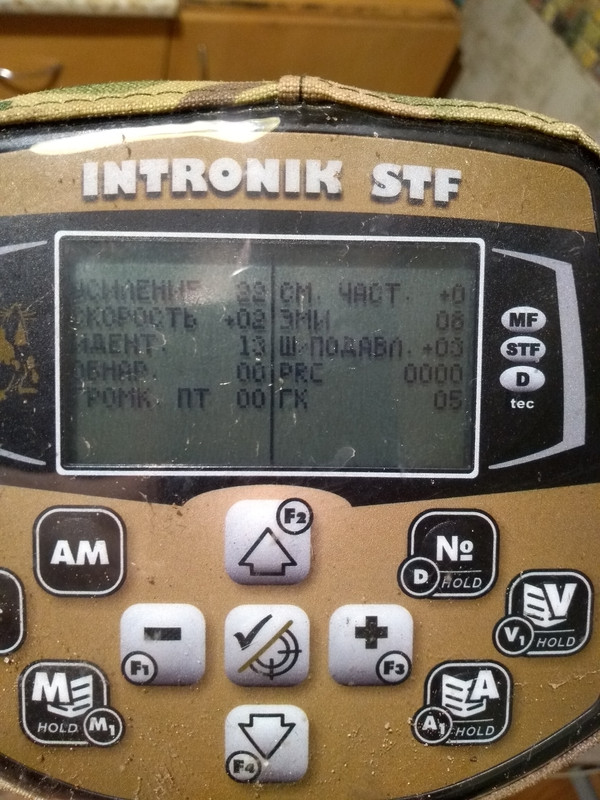 INTRONIK STF
УСИЛЕНИЕ 22 СМ. ЧАСТ. +0
СКОРОСТЬ +02 ЭМИ 08
ИДЕНТ. 13 Ш/ПОДАВЛ. +03
ОБНАР. 00 PRC 0000
ГРОМК. ПТ 00 ГК 05
MF
STF
D
tec
AM
F2
№
D HOLD
F1
F3
V
V1 HOLD
M
HOLD M1
A
A1 HOLD
F4